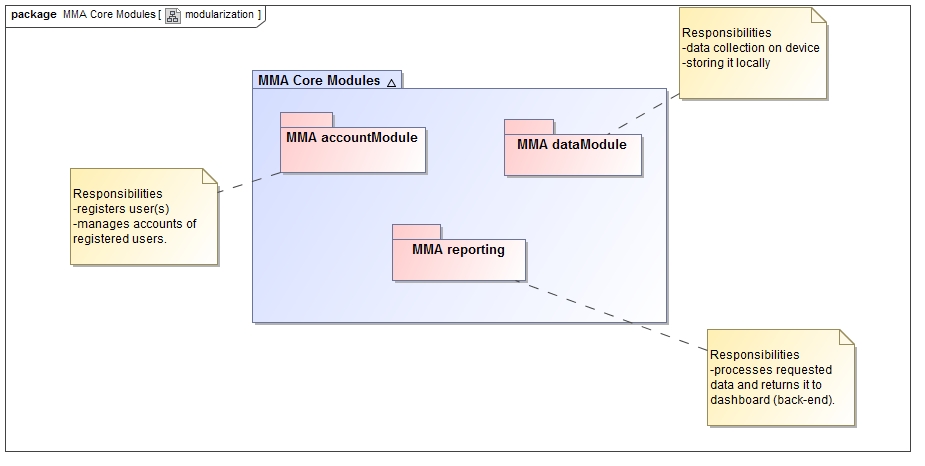 package MMA Core Modules [ modularization ]
Responsibilities
-data collection on device
-storing it locally
MMA Core Modules
MMA accountModule
MMA dataModule
Responsibilities
-registers user(s)
-manages accounts of
registered users.
MMA reporting
Responsibilities
-processes requested
data and returns it to
dashboard (back-end).